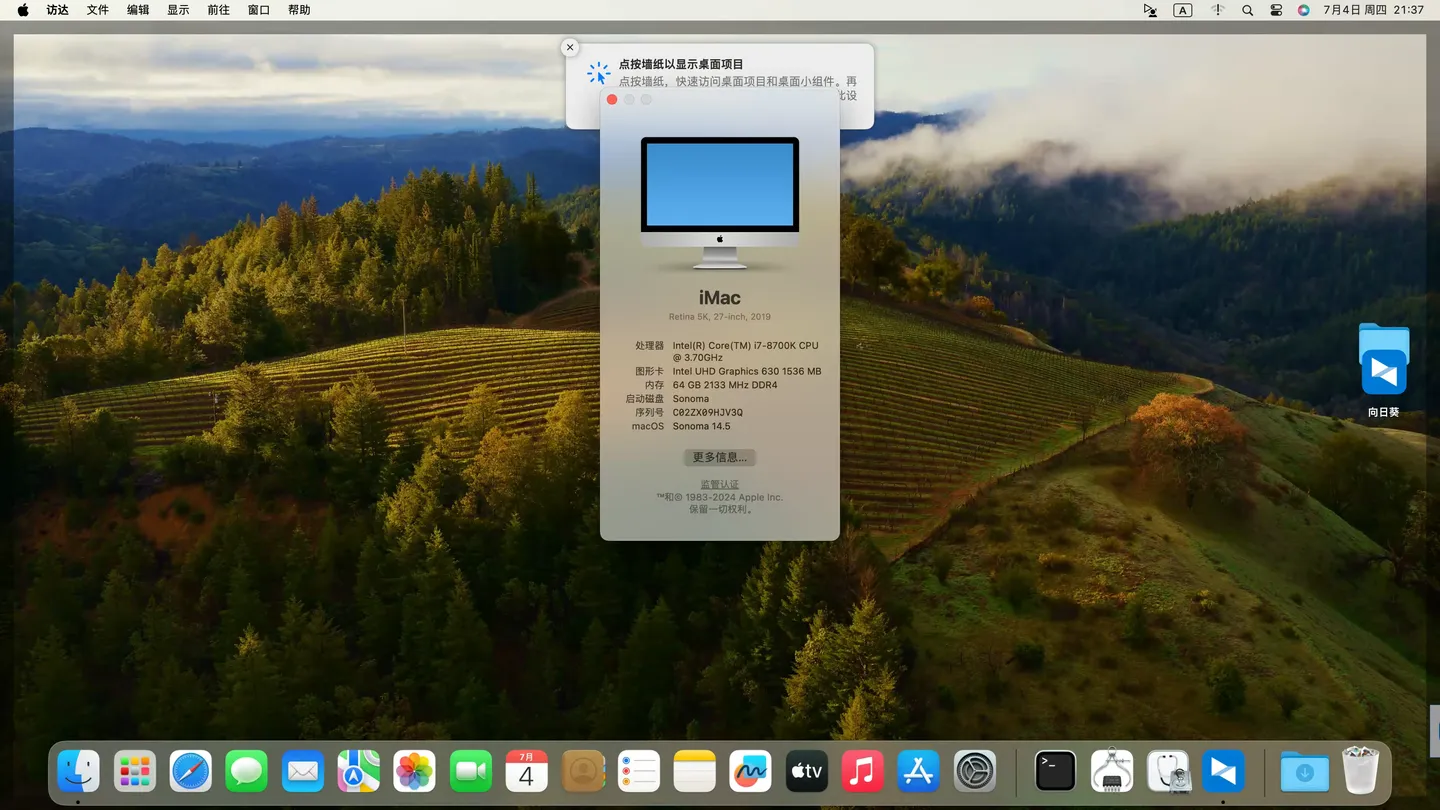 访达 文件 编辑 显示 前往 窗口 帮助 A 7月4日 周四 21:37
点按墙纸以显示桌面项目
点按墙纸，快速访问桌面项目和桌面小组件。再
此设
iMac
Retina 5K, 27-inch, 2019
处理器 Intel(R) Core(TM) i7-8700K CPU
@ 3.70GHz
图形卡 Intel UHD Graphics 630 1536 MB
内存 64 GB 2133 MHz DDR4
启动磁盘 Sonoma
序列号 C02ZX09HJV3Q
macOS Sonoma 14.5
更多信息...
监管认证
™和© 1983-2024 Apple Inc.
保留一切权利。
向日葵
7月
4
tv
>_